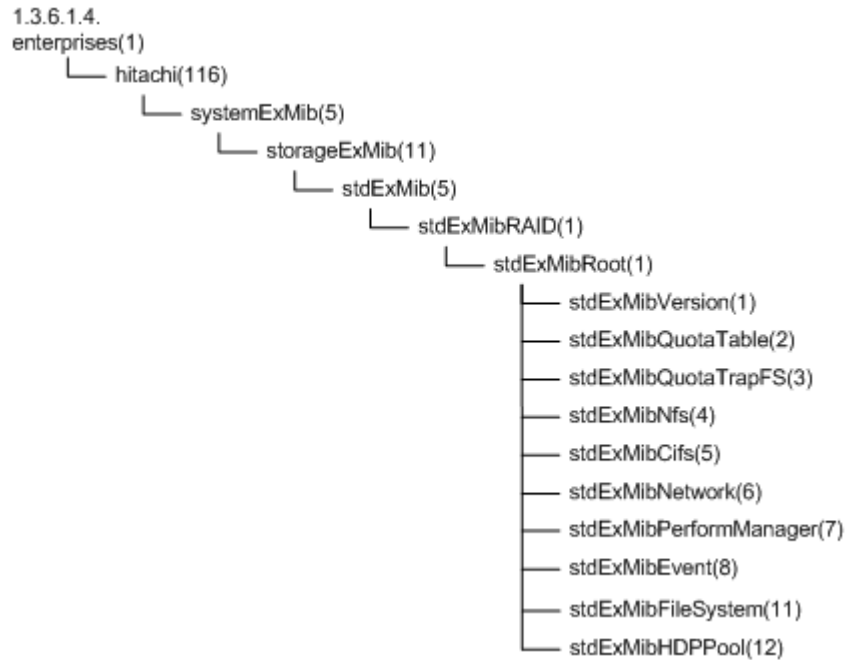 1.3.6.1.4.
enterprises(1)
hitachi(116)
systemExMib(5)
storageExMib(11)
stdExMib(5)
stdExMibRAID(1)
stdExMibRoot(1)
stdExMibVersion(1)
stdExMibQuotaTable(2)
stdExMibQuotaTrapFS(3)
stdExMibNfs(4)
stdExMibCifs(5)
stdExMibNetwork(6)
stdExMibPerformManager(7)
stdExMibEvent(8)
stdExMibFileSystem(11)
stdExMibHDPPool(12)